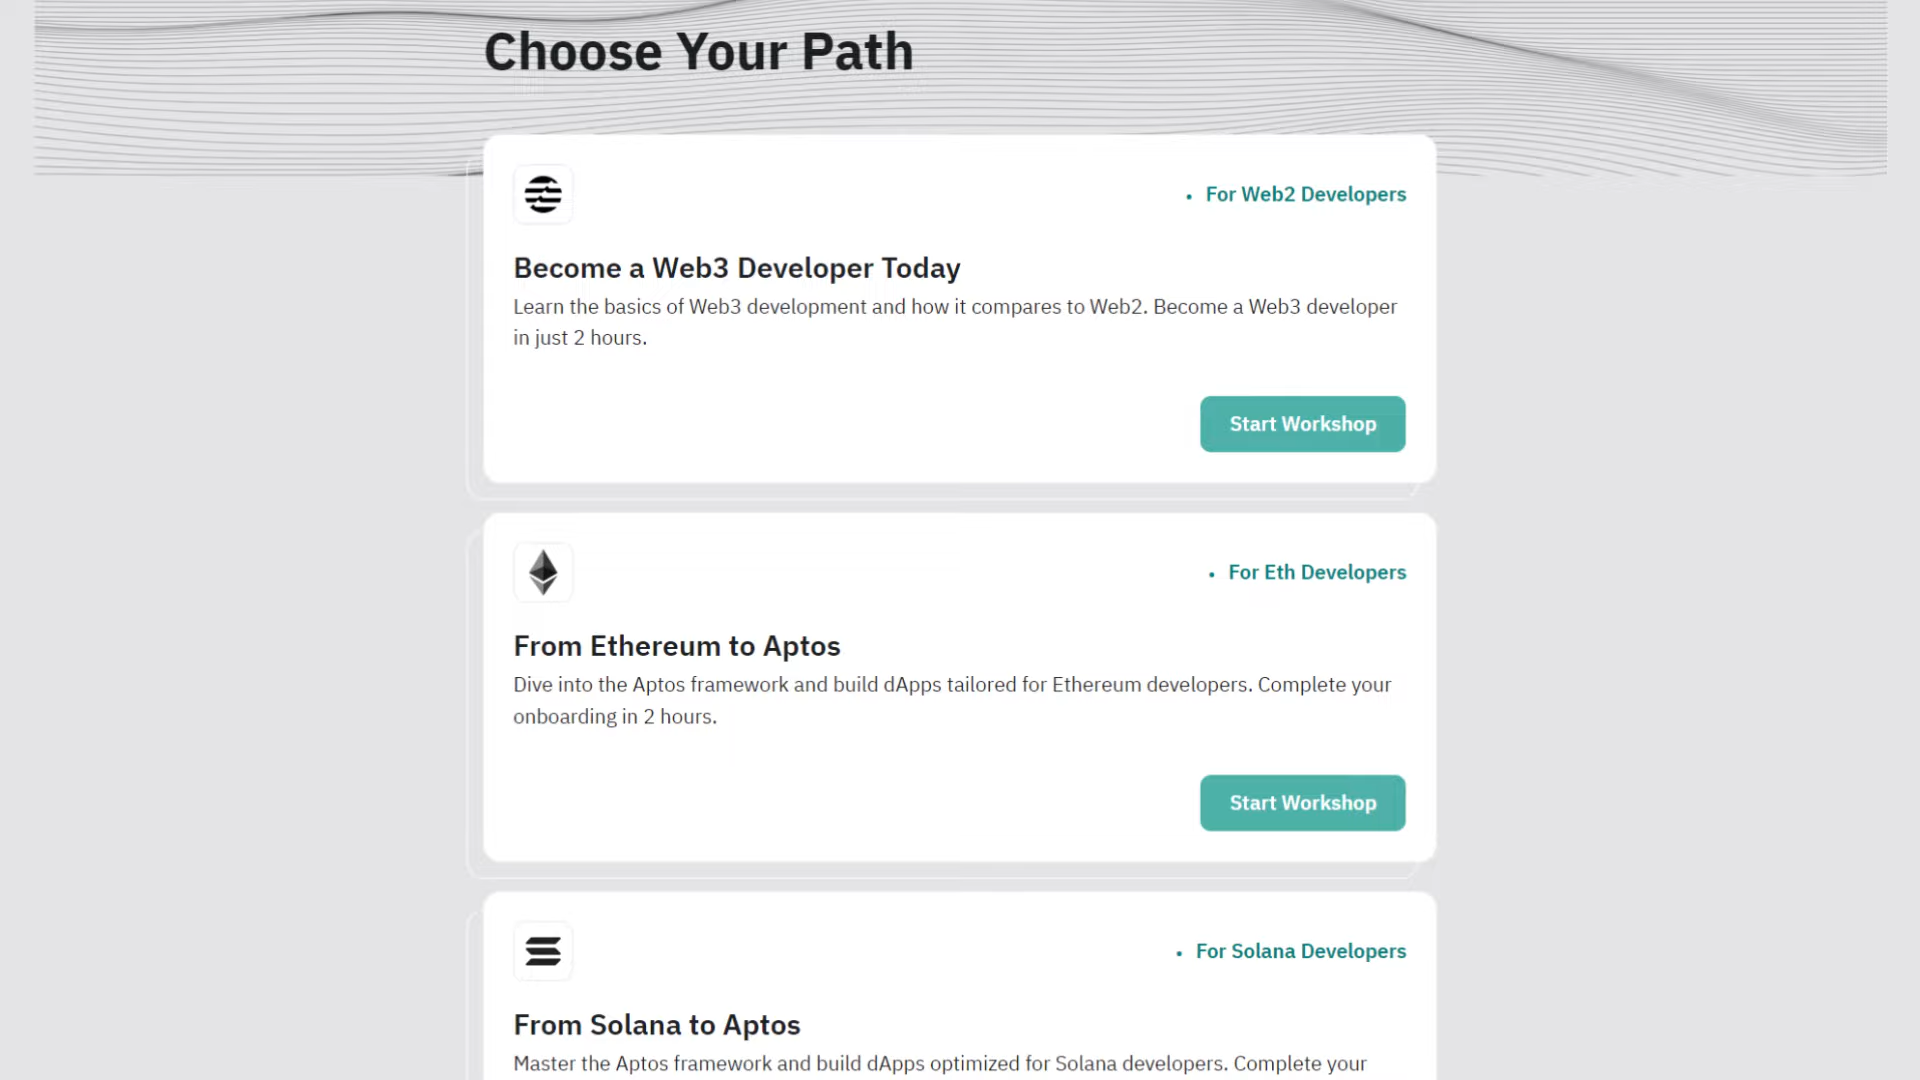 Choose Your Path
• For Web2 Developers
Become a Web3 Developer Today
Learn the basics of Web3 development and how it compares to Web2. Become a Web3 developer
in just 2 hours.
Start Workshop
• For Eth Developers
From Ethereum to Aptos
Dive into the Aptos framework and build dApps tailored for Ethereum developers. Complete your
onboarding in 2 hours.
Start Workshop
• For Solana Developers
From Solana to Aptos
Master the Aptos framework and build dApps optimized for Solana developers. Complete your